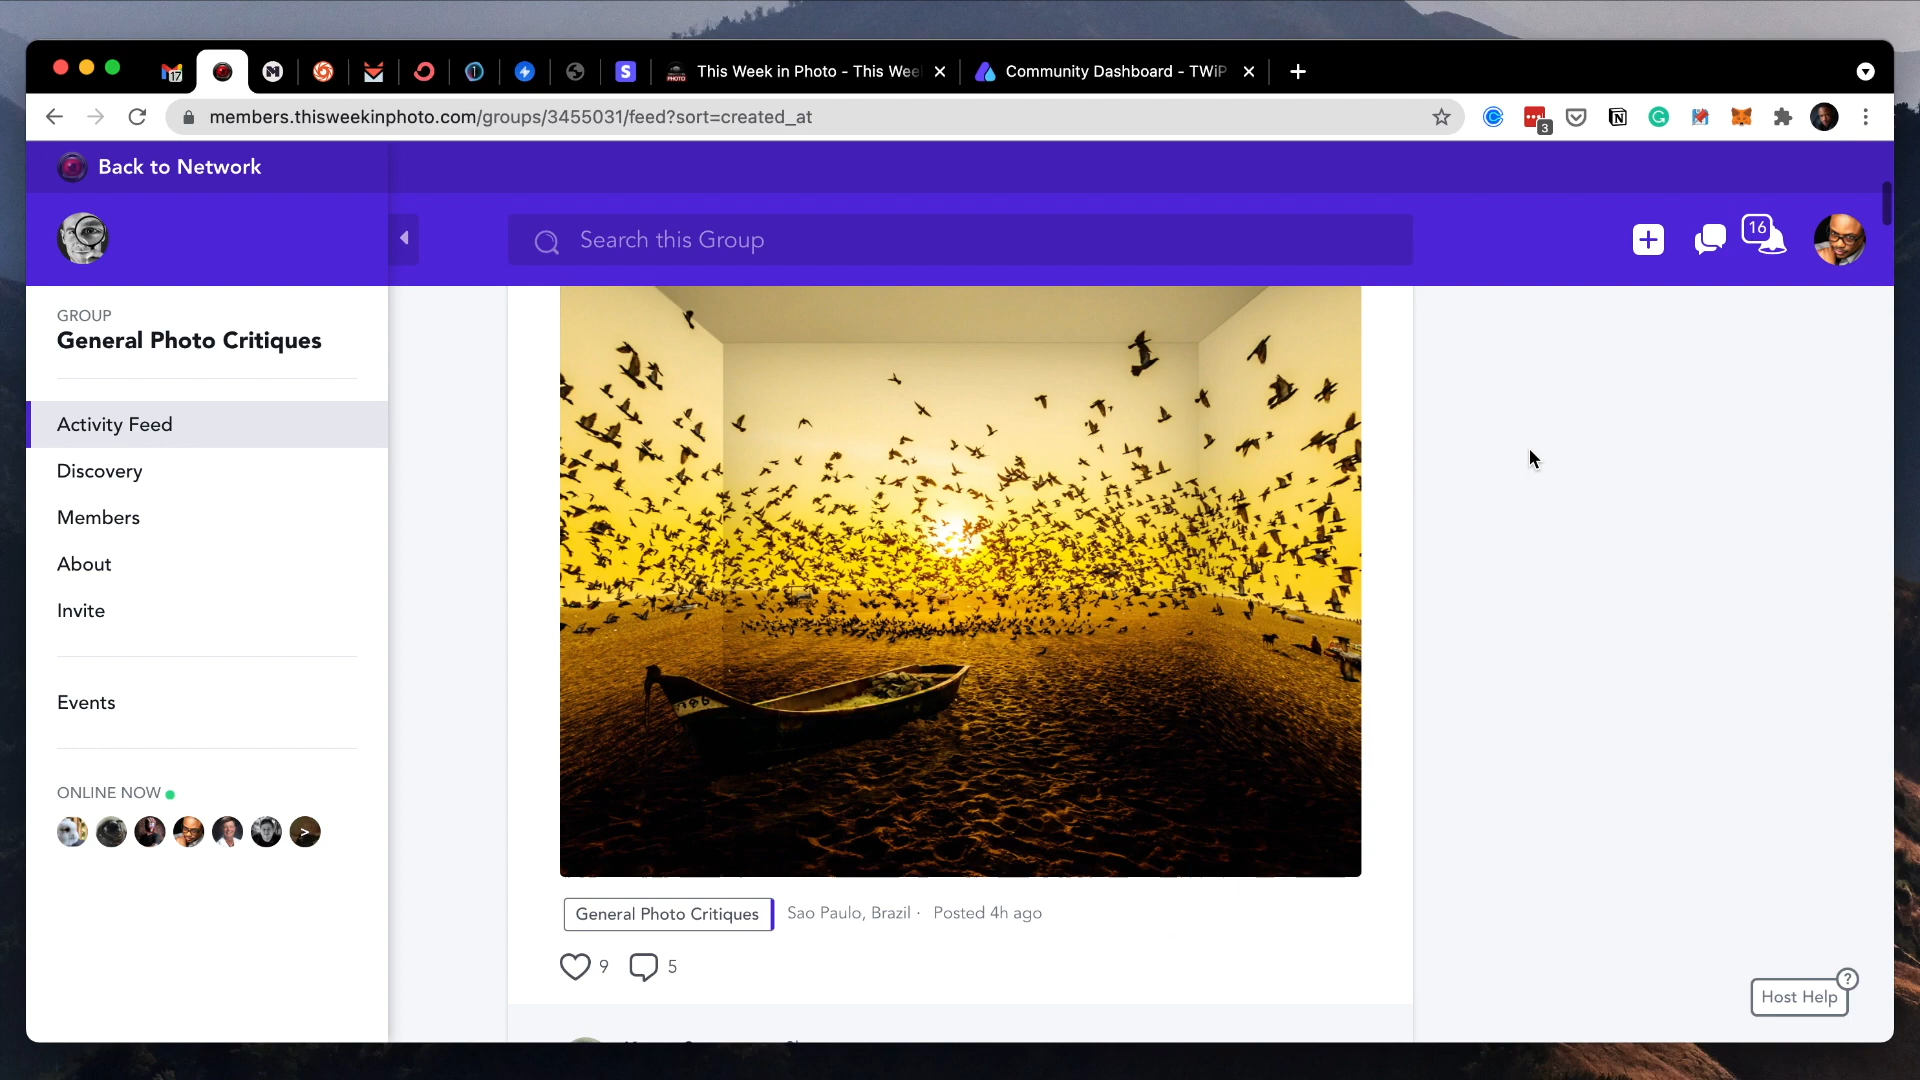 17
This Week in Photo - This Wee
Community Dashboard - TWiP
members.thisweekinphoto.com/groups/3455031/feed?sort=created_at
3
Back to Network
Search this Group
16
GROUP
General Photo Critiques
Activity Feed
Discovery
Members
About
Invite
Events
ONLINE NOW
General Photo Critiques
Sao Paulo, Brazil · Posted 4h ago
9
5
Host Help
?